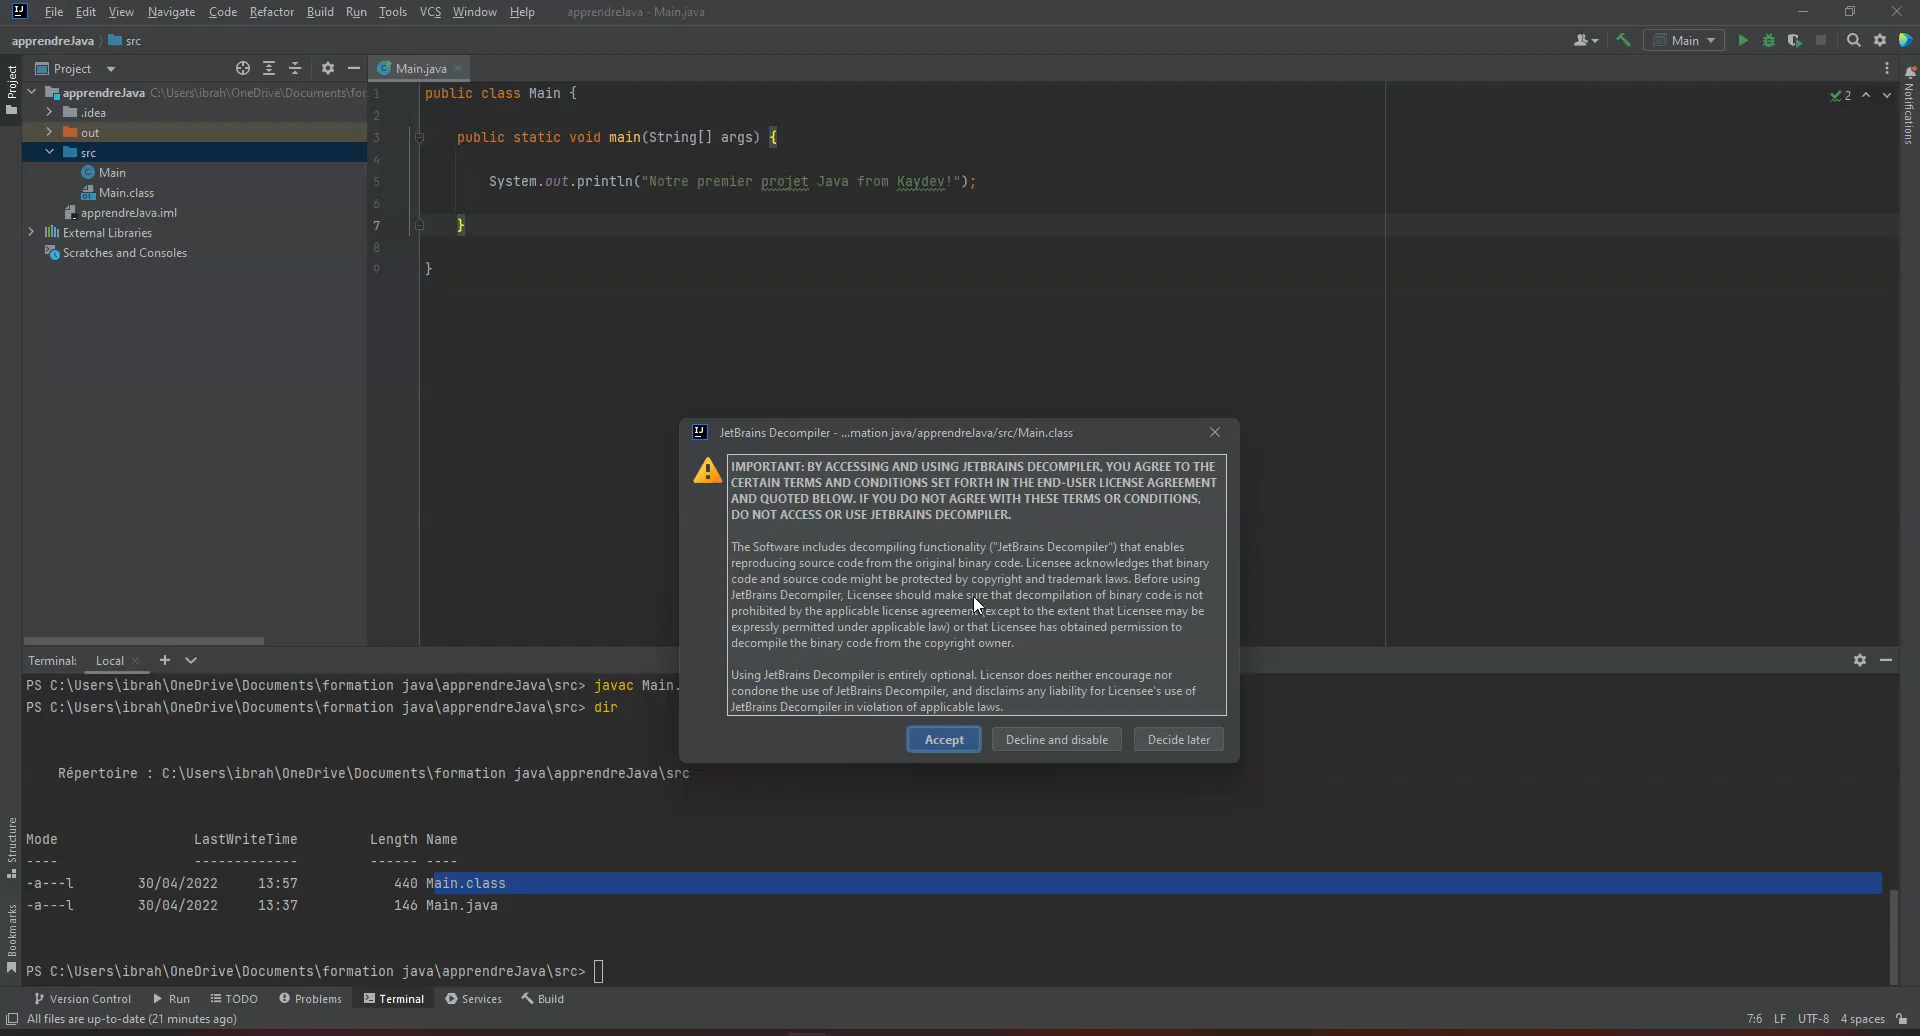 File Edit View Navigate Code Refactor Build Run Tools VCS Window Help apprendreJava - Main.java
apprendreJava src
Main
Project
Main.java
Project
apprendreJava C:\Users\ibrah\OneDrive\Documents\for
.idea
out
src
Main
Main.class
apprendreJava.iml
External Libraries
Scratches and Consoles
1 public class Main {
2
3 public static void main(String[] args) {
4
5 System.out.println("Notre premier projet Java from Kaydev!");
6
7 }
8
9 }
2
Notifications
JetBrains Decompiler - ...mation java/apprendreJava/src/Main.class
IMPORTANT: BY ACCESSING AND USING JETBRAINS DECOMPILER, YOU AGREE TO THE
CERTAIN TERMS AND CONDITIONS SET FORTH IN THE END-USER LICENSE AGREEMENT
AND QUOTED BELOW. IF YOU DO NOT AGREE WITH THESE TERMS OR CONDITIONS,
DO NOT ACCESS OR USE JETBRAINS DECOMPILER.
The Software includes decompiling functionality ("JetBrains Decompiler") that enables
reproducing source code from the original binary code. Licensee acknowledges that binary
code and source code might be protected by copyright and trademark laws. Before using
JetBrains Decompiler, Licensee should make sure that decompilation of binary code is not
prohibited by the applicable license agreement (except to the extent that Licensee may be
expressly permitted under applicable law) or that Licensee has obtained permission to
decompile the binary code from the copyright owner.
Using JetBrains Decompiler is entirely optional. Licensor does neither encourage nor
condone the use of JetBrains Decompiler, and disclaims any liability for Licensee's use of
JetBrains Decompiler in violation of applicable laws.
Accept Decline and disable Decide later
Terminal: Local
PS C:\Users\ibrah\OneDrive\Documents\formation java\apprendreJava\src> javac Main.
PS C:\Users\ibrah\OneDrive\Documents\formation java\apprendreJava\src> dir
Répertoire : C:\Users\ibrah\OneDrive\Documents\formation java\apprendreJava\src
Mode LastWriteTime Length Name
---- ------------- ------ ----
-a---l 30/04/2022 13:57 440 Main.class
-a---l 30/04/2022 13:37 146 Main.java
PS C:\Users\ibrah\OneDrive\Documents\formation java\apprendreJava\src>
Structure
Bookmarks
Version Control Run TODO Problems Terminal Services Build
All files are up-to-date (21 minutes ago) 7:6 LF UTF-8 4 spaces